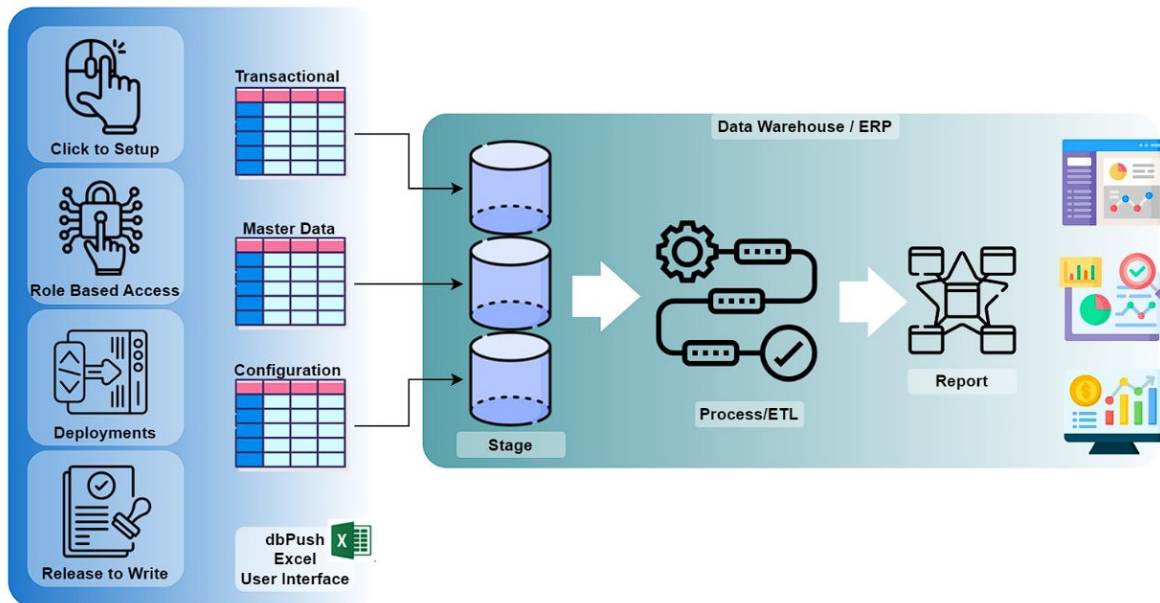 Click to Setup
Role Based Access
Deployments
Release to Write
Transactional
Master Data
Configuration
dbPush
Excel
User Interface
X
Data Warehouse / ERP
Stage
Process/ETL
Report